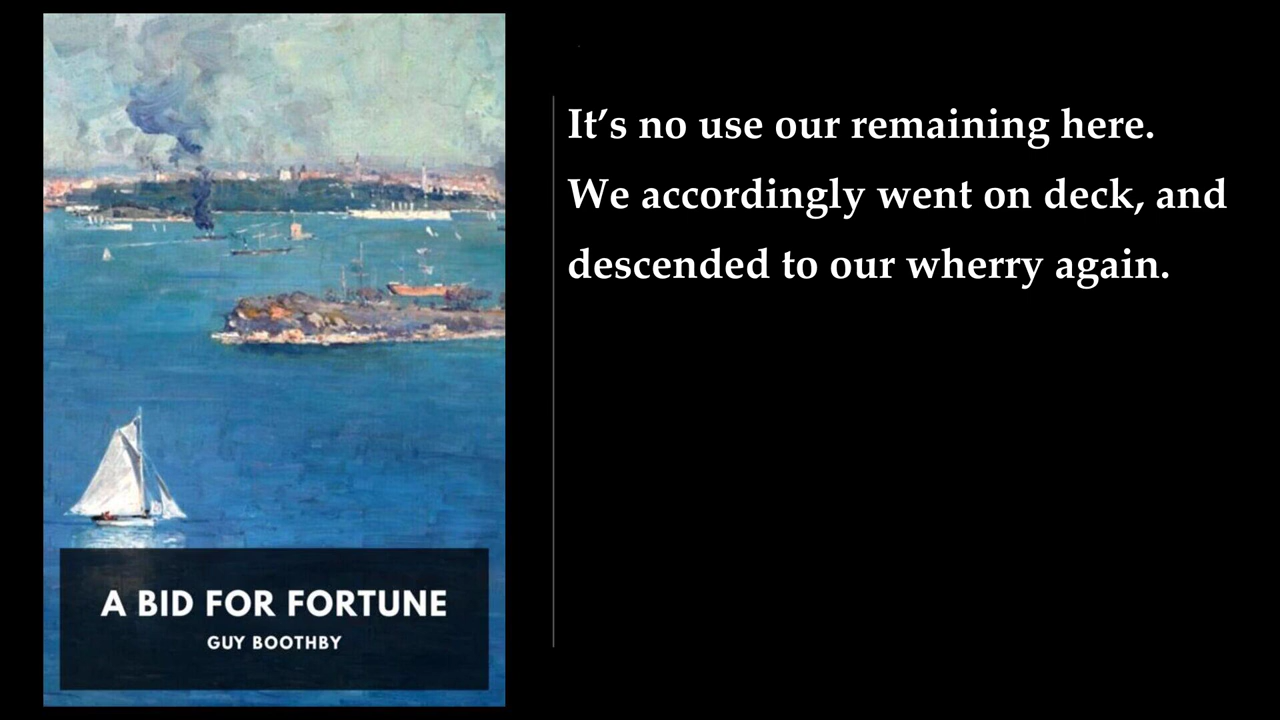 It’s no use our remaining here.
We accordingly went on deck, and
descended to our wherry again.
A BID FOR FORTUNE
GUY BOOTHBY